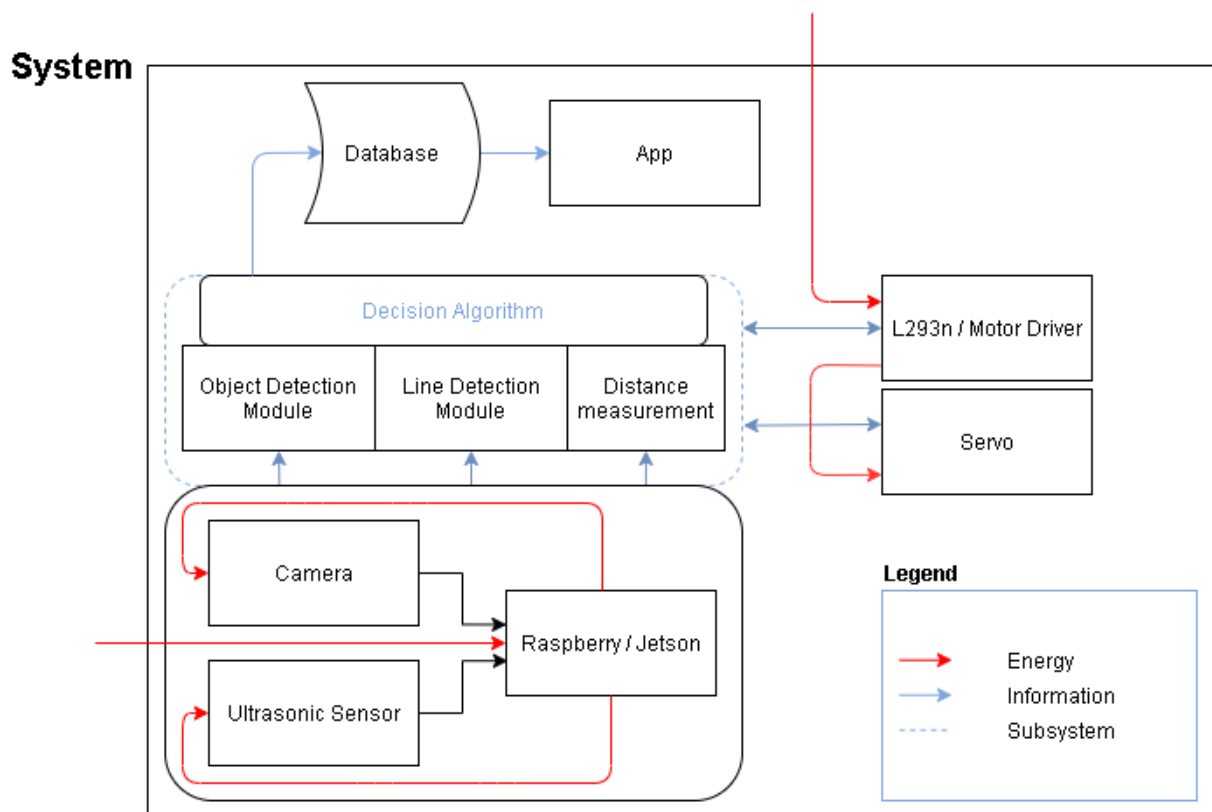 System
Database
App
Decision Algorithm
L293n / Motor Driver
Object Detection
Module
Line Detection
Module
Distance
measurement
Servo
Camera
Raspberry / Jetson
Ultrasonic Sensor
Legend
Energy
Information
Subsystem